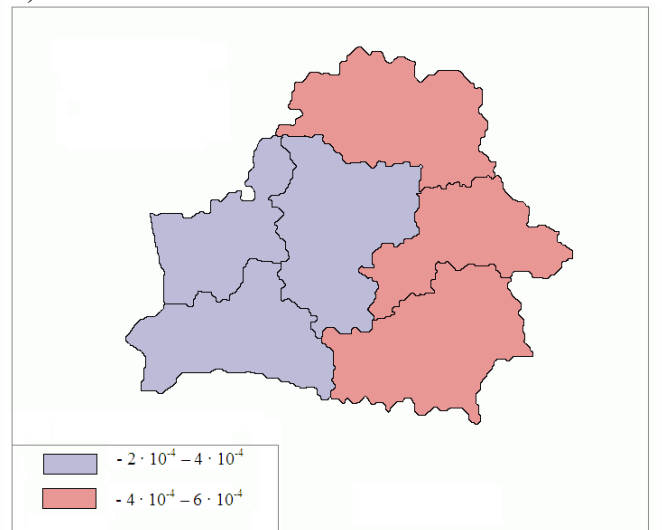 )
- 2 · 10⁻⁴ – 4 · 10⁻⁴
- 4 · 10⁻⁴ – 6 · 10⁻⁴